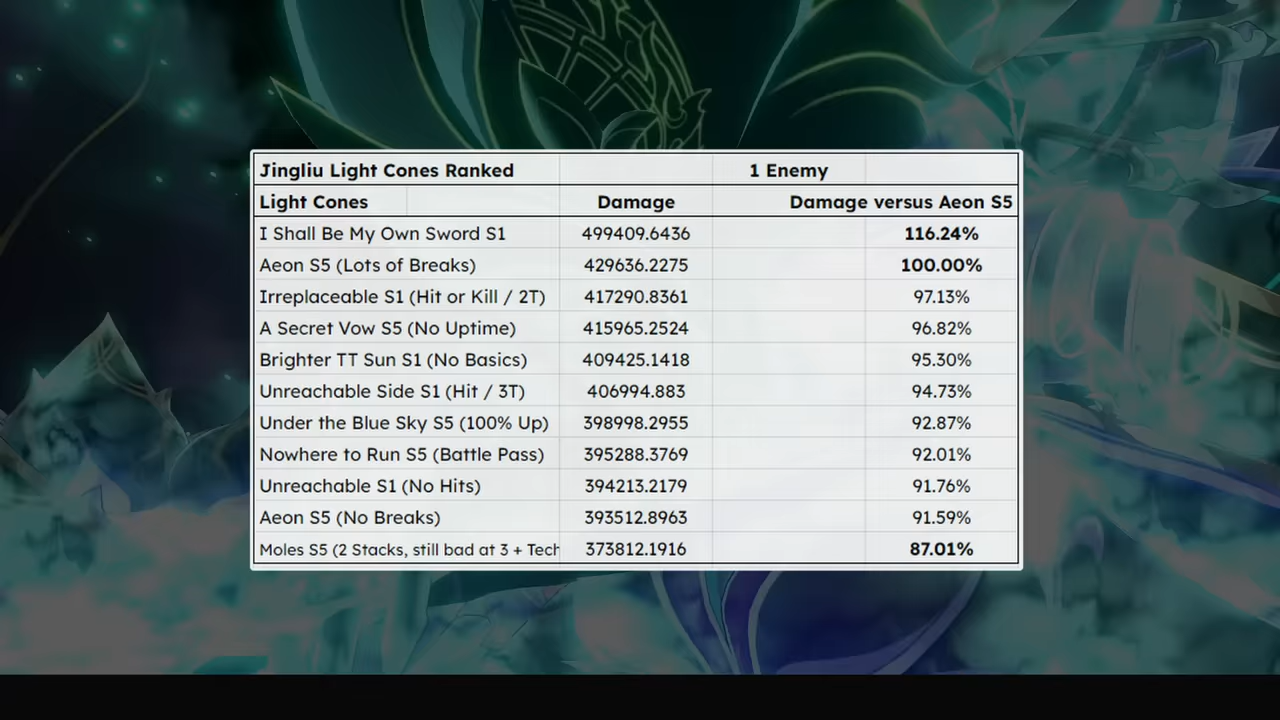 Jingliu Light Cones Ranked 1 Enemy
Light Cones Damage Damage versus Aeon S5
I Shall Be My Own Sword S1 499409.6436 116.24%
Aeon S5 (Lots of Breaks) 429636.2275 100.00%
Irreplaceable S1 (Hit or Kill / 2T) 417290.8361 97.13%
A Secret Vow S5 (No Uptime) 415965.2524 96.82%
Brighter TT Sun S1 (No Basics) 409425.1418 95.30%
Unreachable Side S1 (Hit / 3T) 406994.883 94.73%
Under the Blue Sky S5 (100% Up) 398998.2955 92.87%
Nowhere to Run S5 (Battle Pass) 395288.3769 92.01%
Unreachable S1 (No Hits) 394213.2179 91.76%
Aeon S5 (No Breaks) 393512.8963 91.59%
Moles S5 (2 Stacks, still bad at 3 + Tech 373812.1916 87.01%